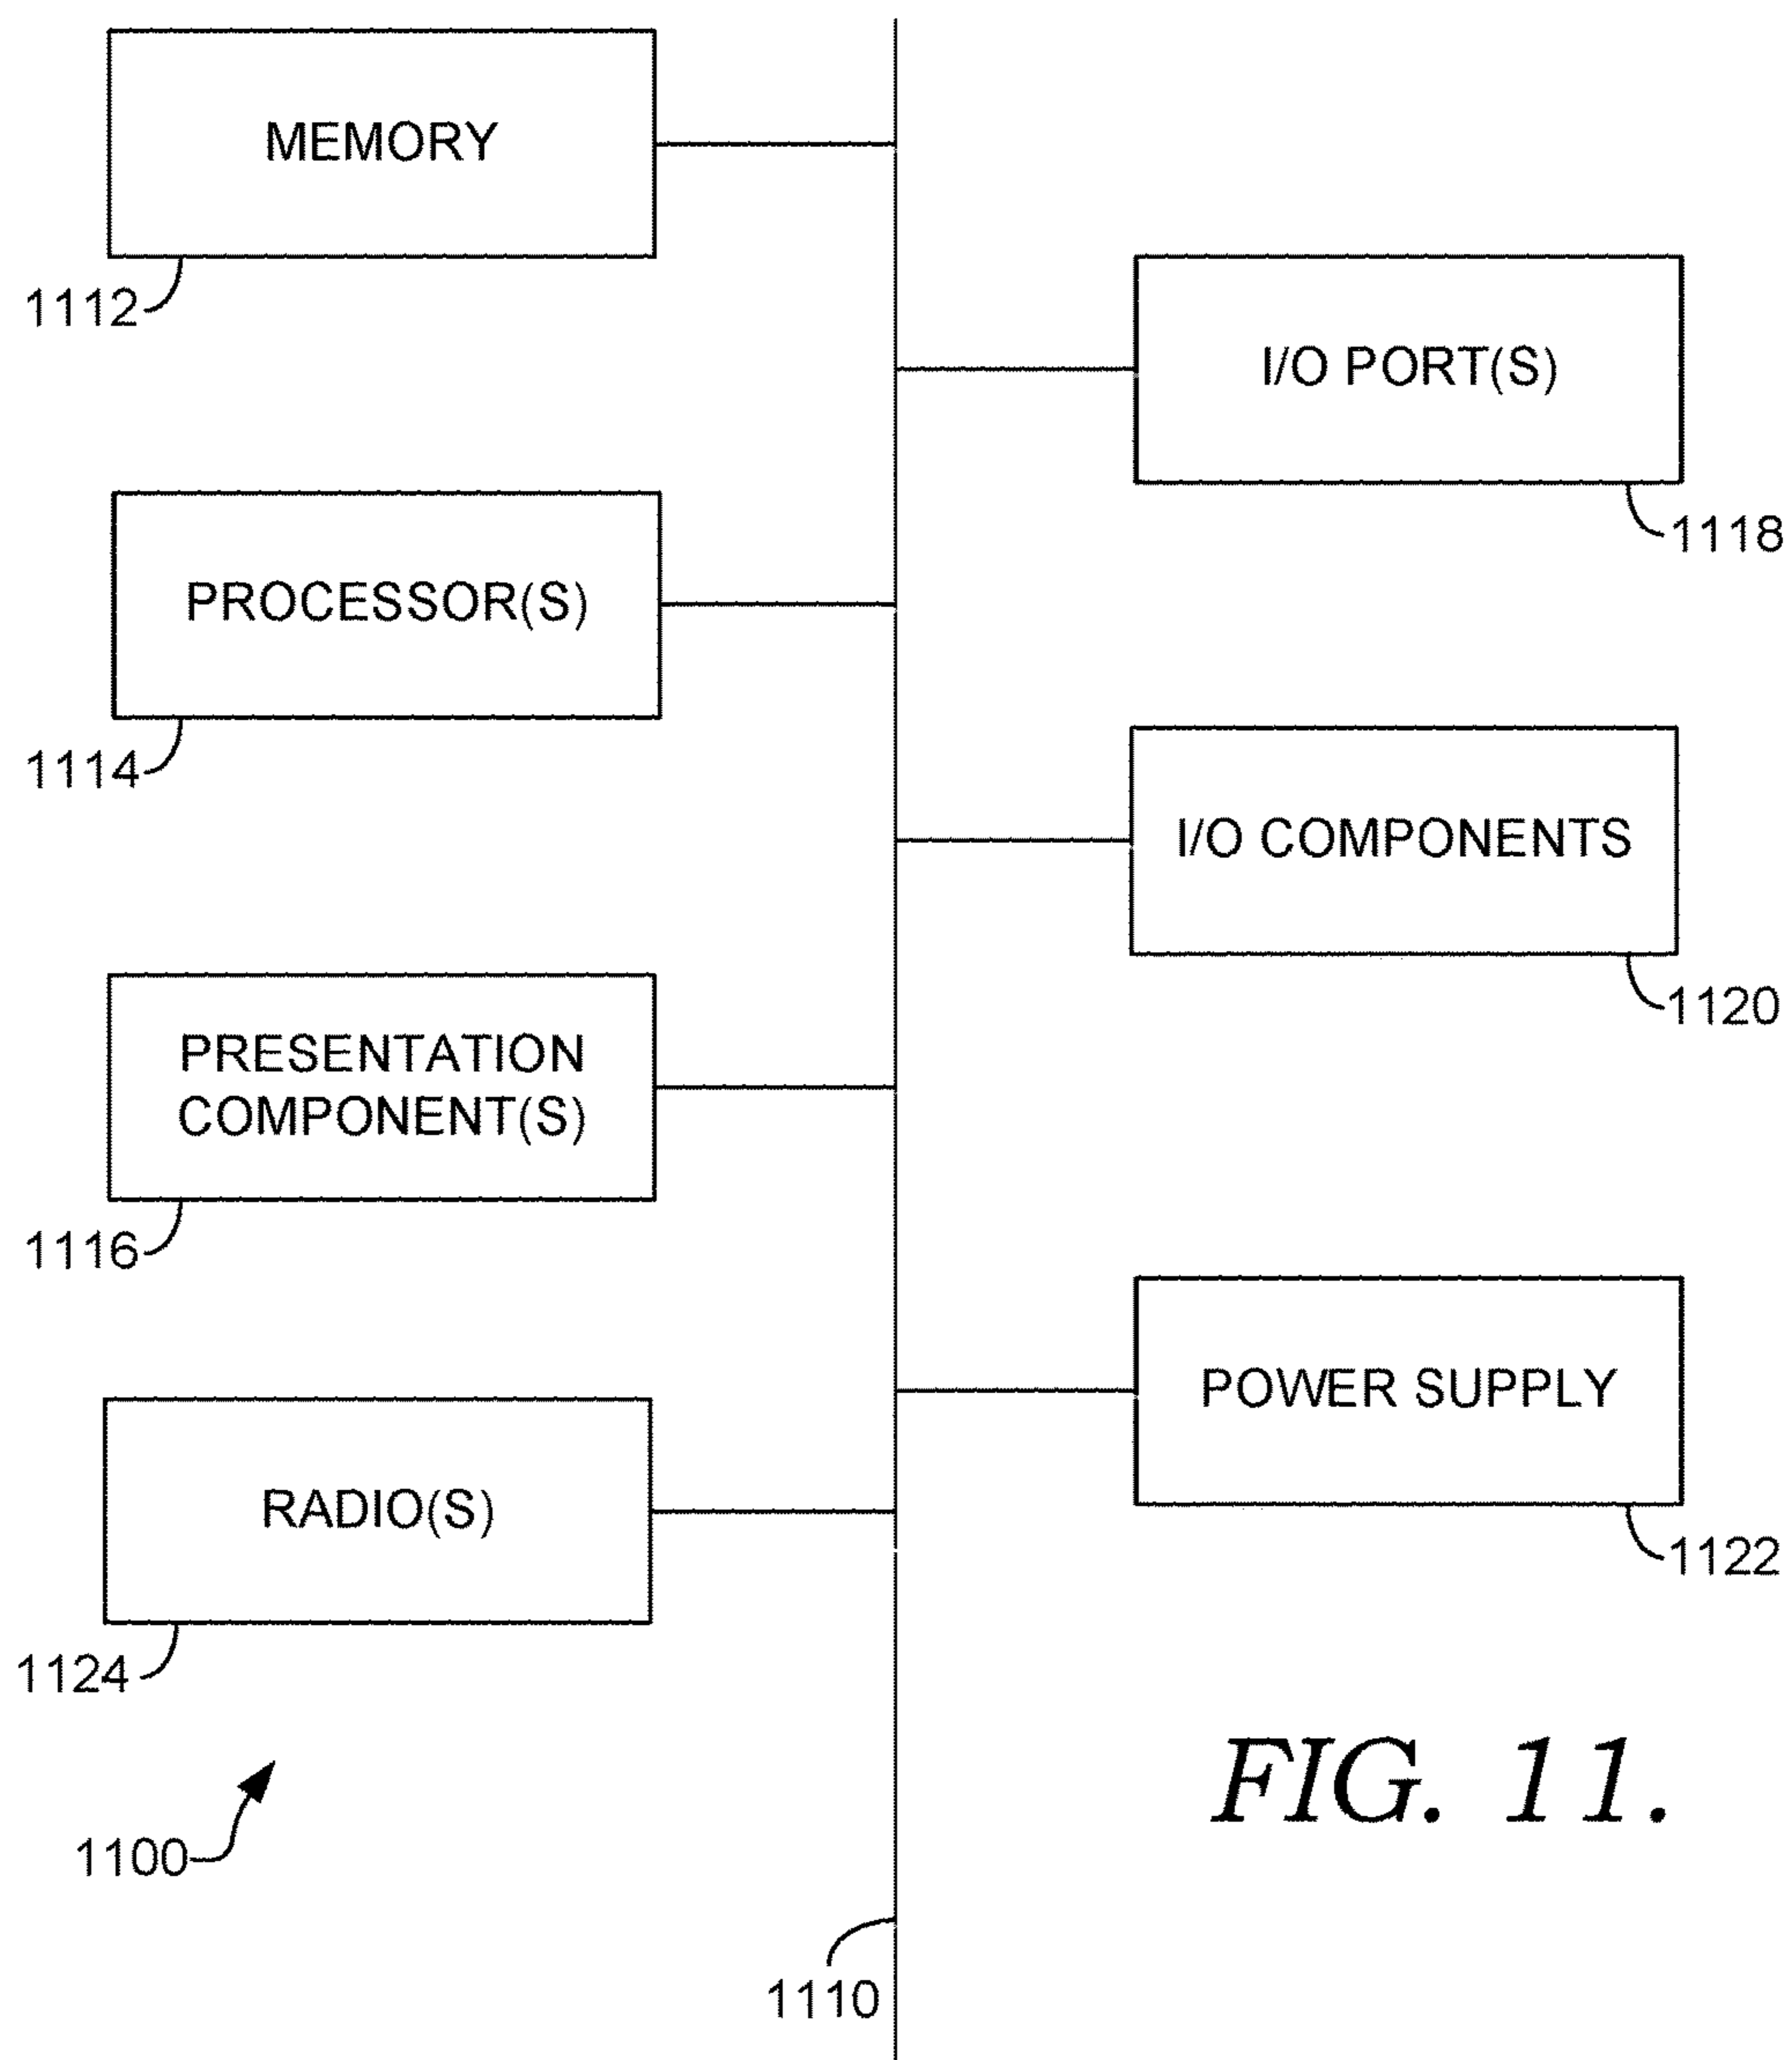 MEMORY
1112
I/O PORT(S)
1118
PROCESSOR(S)
1114
I/O COMPONENTS
1120
PRESENTATION
COMPONENT(S)
1116
POWER SUPPLY
1122
RADIO(S)
1124
1100
1110
FIG. 11.